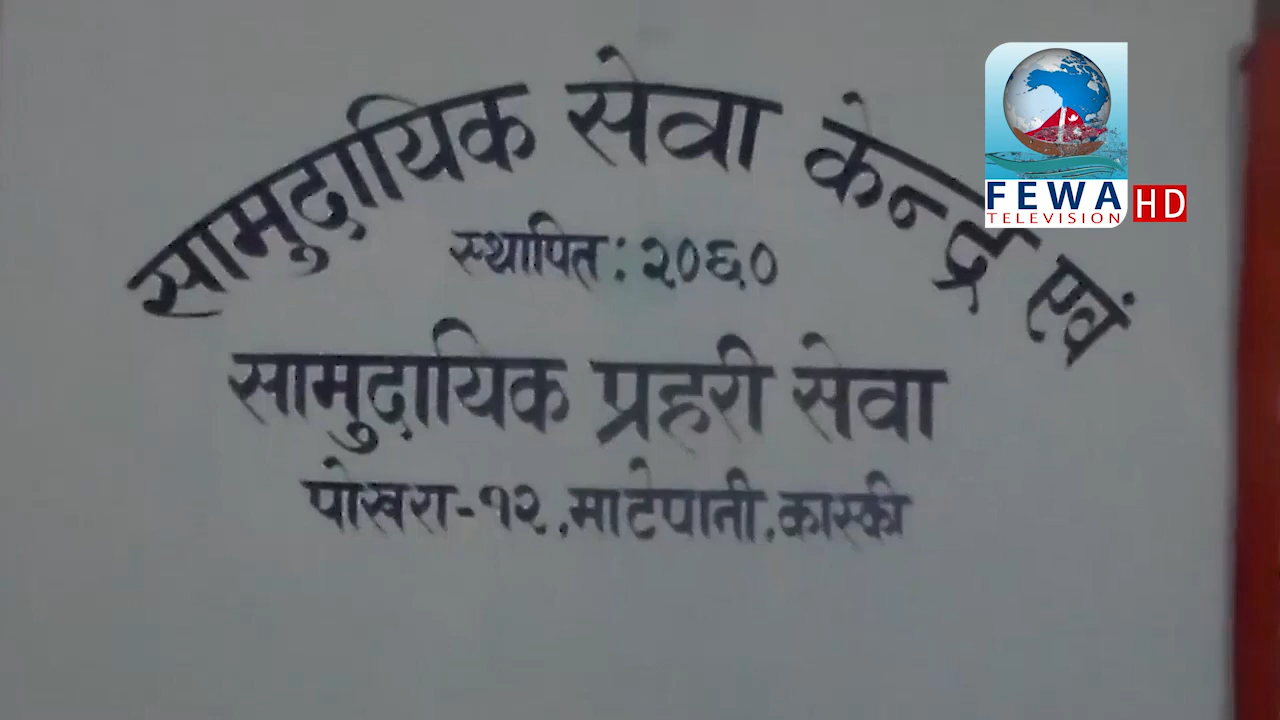 सामुदायिक सेवा केन्द्र एवं
स्थापित : २०६०
सामुदायिक प्रहरी सेवा
पोखरा-१२, माटेपानी, कास्की
FEWA
TELEVISION
HD